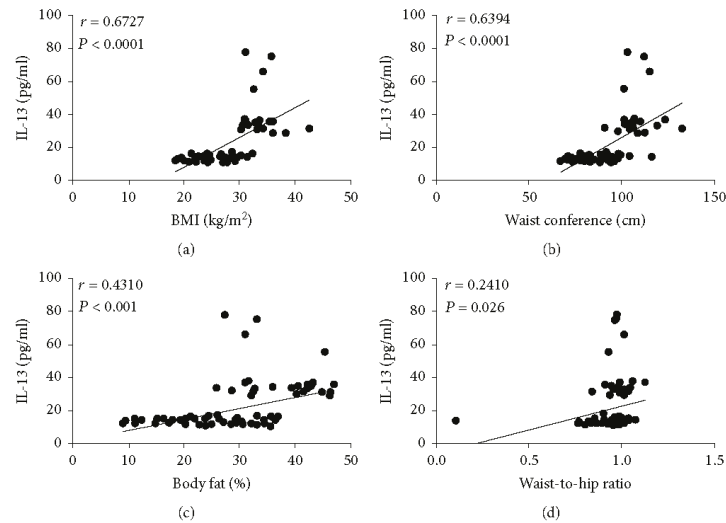 r = 0.6727
P < 0.0001
IL-13 (pg/ml)
100
80
60
40
20
0
0 10 20 30 40 50
BMI (kg/m²)
(a)
r = 0.6394
P < 0.0001
IL-13 (pg/ml)
100
80
60
40
20
0
0 50 100 150
Waist conference (cm)
(b)
r = 0.4310
P < 0.001
IL-13 (pg/ml)
100
80
60
40
20
0
0 10 20 30 40 50
Body fat (%)
(c)
r = 0.2410
P = 0.026
IL-13 (pg/ml)
100
80
60
40
20
0
0.0 0.5 1.0 1.5
Waist-to-hip ratio
(d)